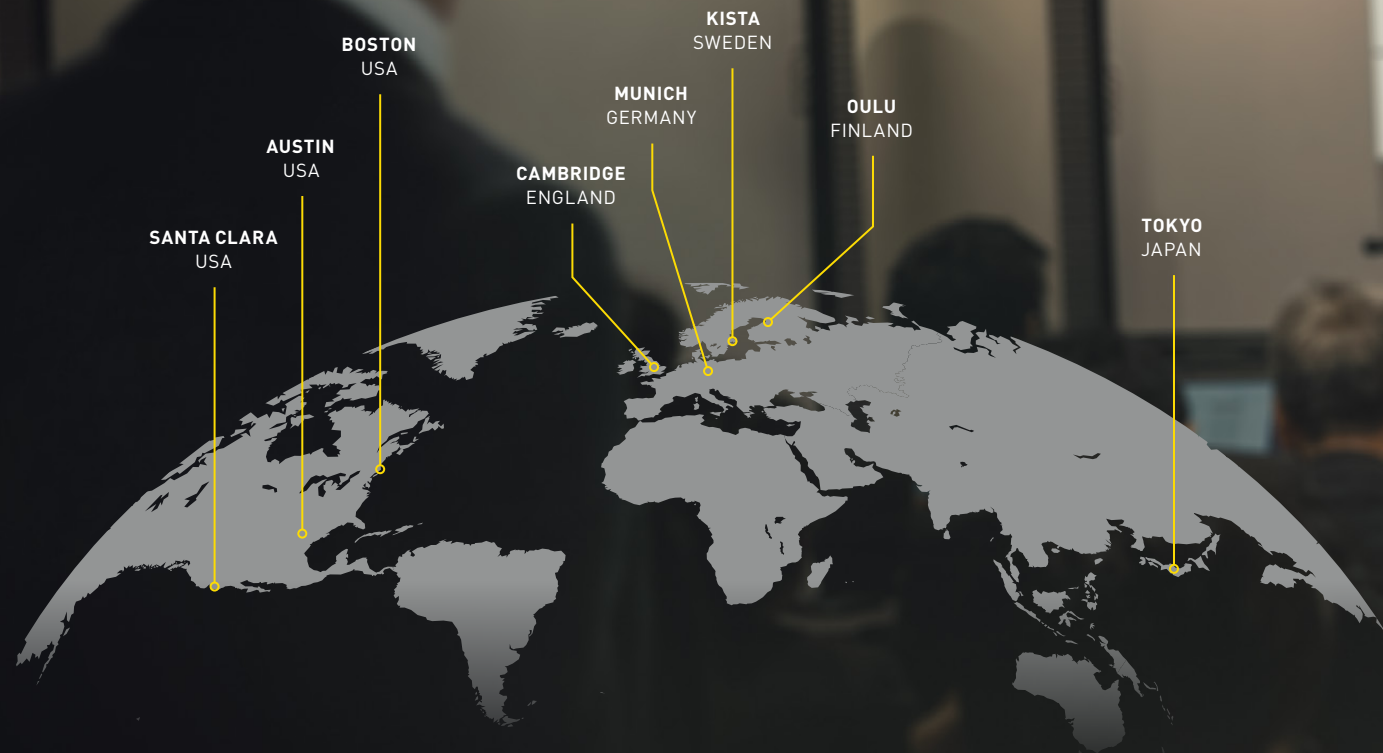 KISTA
SWEDEN
BOSTON
USA
MUNICH
GERMANY
OULU
FINLAND
AUSTIN
USA
CAMBRIDGE
ENGLAND
SANTA CLARA
USA
TOKYO
JAPAN